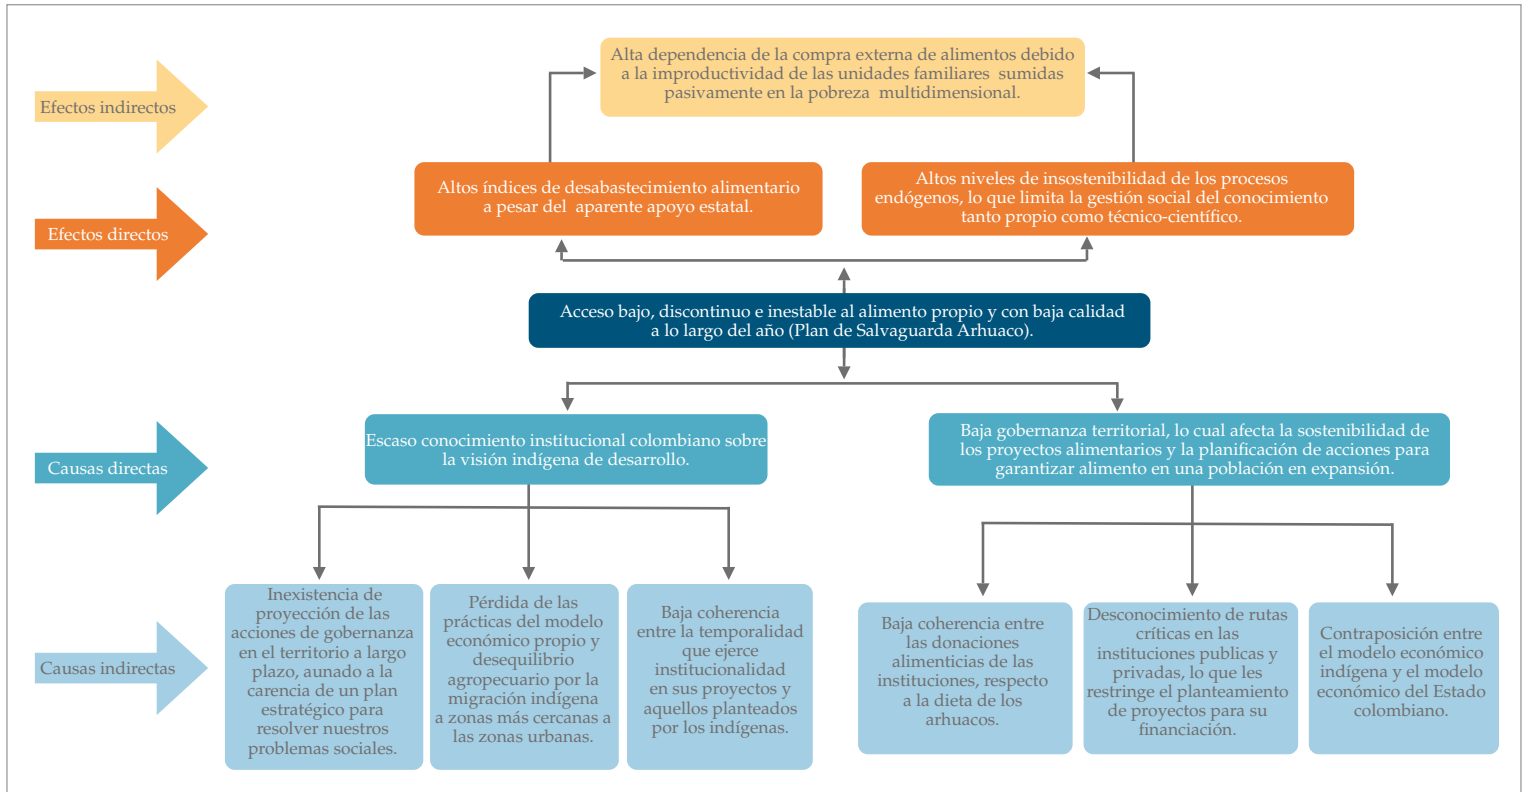 Efectos indirectos
Alta dependencia de la compra externa de alimentos debido
a la improductividad de las unidades familiares sumidas
pasivamente en la pobreza multidimensional.
Efectos directos
Altos índices de desabastecimiento alimentario
a pesar del aparente apoyo estatal.
Altos niveles de insostenibilidad de los procesos
endógenos, lo que limita la gestión social del conocimiento
tanto propio como técnico-científico.
Acceso bajo, discontinuo e inestable al alimento propio y con baja calidad
a lo largo del año (Plan de Salvaguarda Arhuaco).
Causas directas
Escaso conocimiento institucional colombiano sobre
la visión indígena de desarrollo.
Baja gobernanza territorial, lo cual afecta la sostenibilidad de
los proyectos alimentarios y la planificación de acciones para
garantizar alimento en una población en expansión.
Causas indirectas
Inexistencia de
proyección de las
acciones de gobernanza
en el territorio a largo
plazo, aunado a la
carencia de un plan
estratégico para
resolver nuestros
problemas sociales.
Pérdida de las
prácticas del modelo
económico propio y
desequilibrio
agropecuario por la
migración indígena
a zonas más cercanas a
las zonas urbanas.
Baja coherencia
entre la temporalidad
que ejerce
institucionalidad
en sus proyectos y
aquellos planteados
por los indígenas.
Baja coherencia entre
las donaciones
alimenticias de las
instituciones, respecto
a la dieta de los
arhuacos.
Desconocimiento de rutas
críticas en las
instituciones publicas y
privadas, lo que les
restringe el planteamiento
de proyectos para su
financiación.
Contraposición entre
el modelo económico
indígena y el modelo
económico del Estado
colombiano.